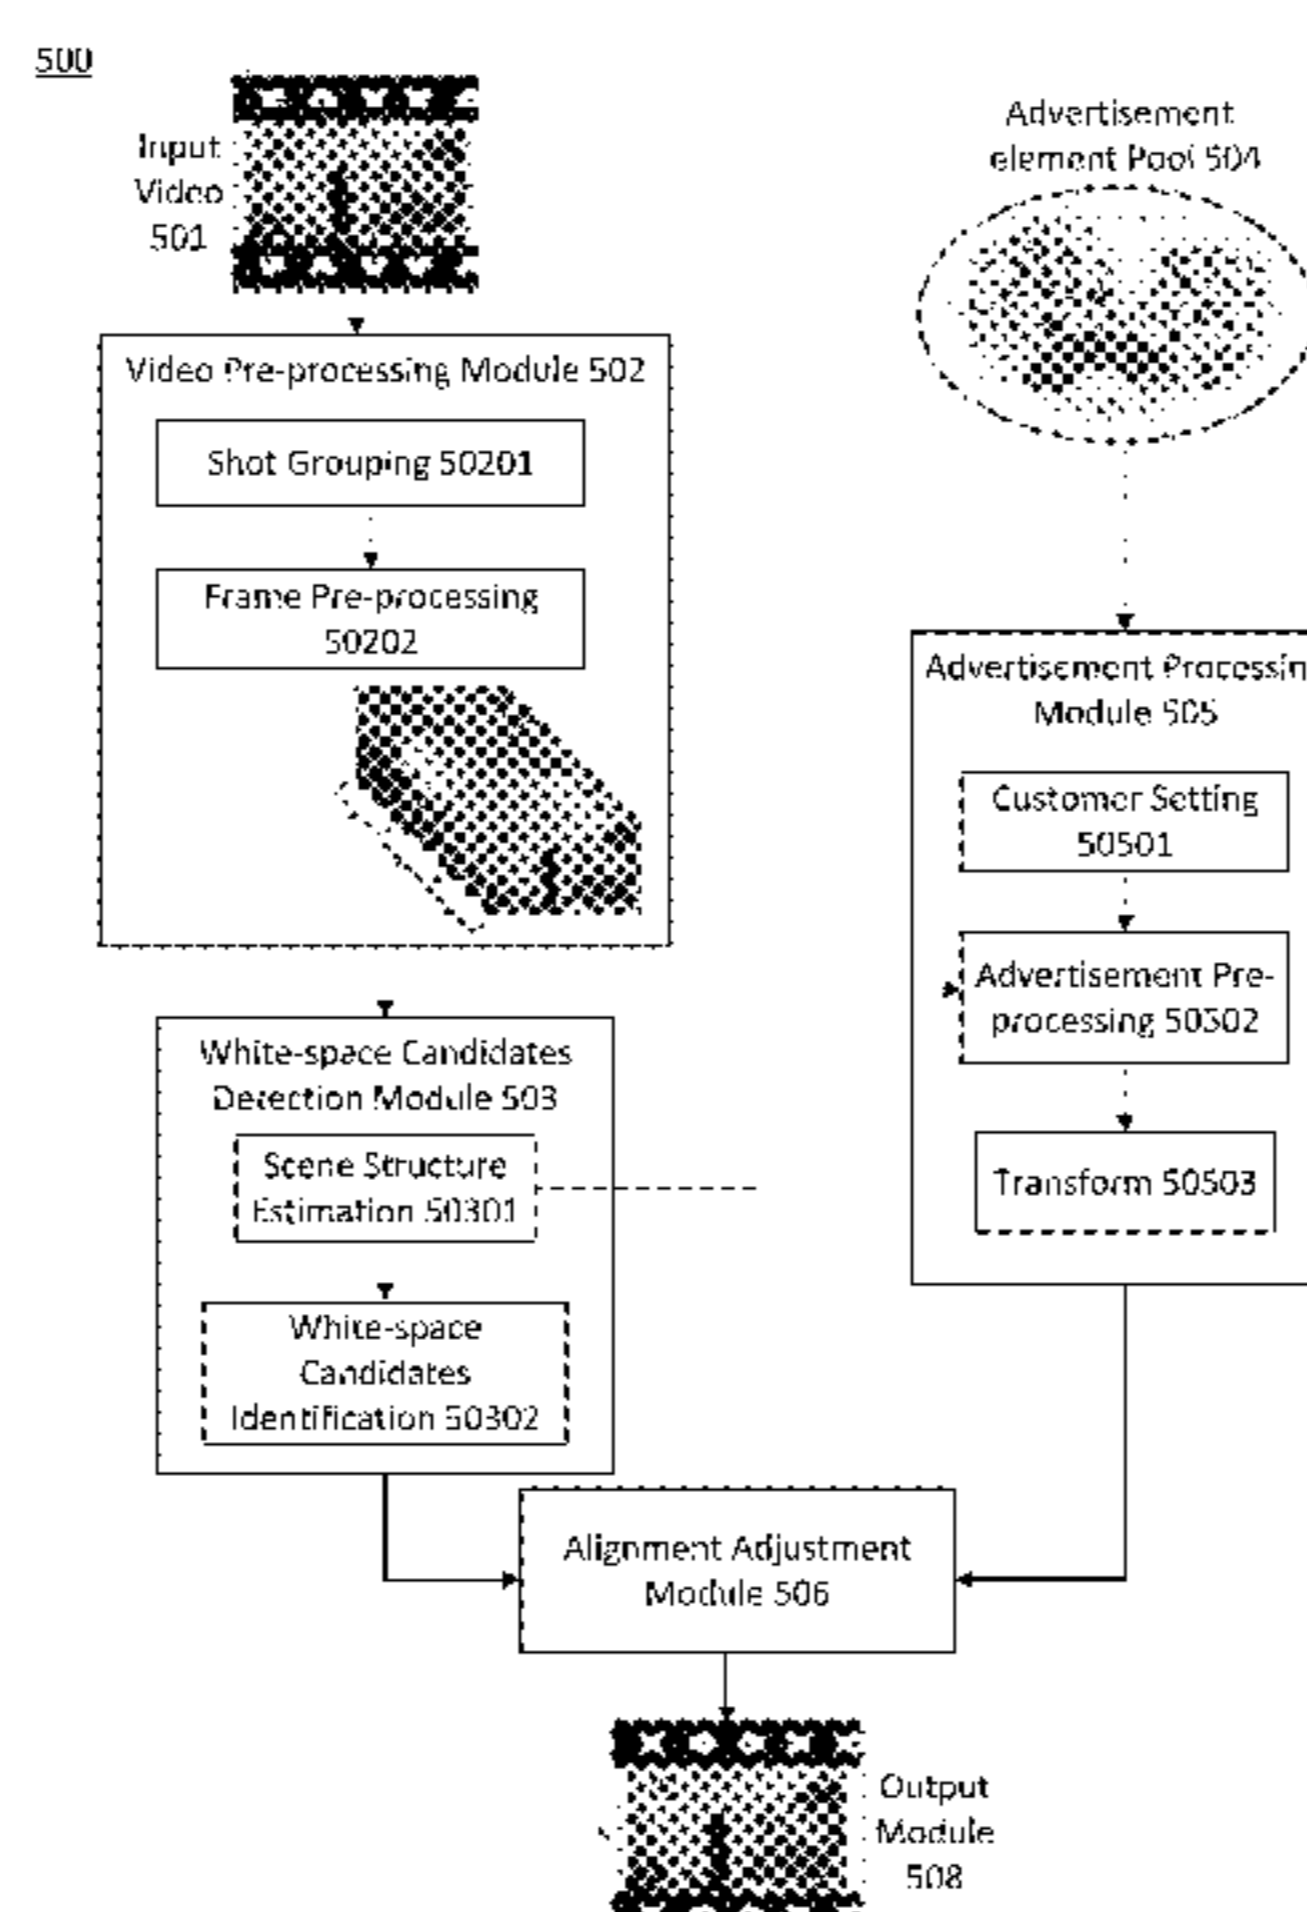 500
Input
Video
501
Advertisement
element Pool 504
Video Pre-processing Module 502
Shot Grouping 50201
Frame Pre-processing
50202
Advertisement Processin
Module 505
Customer Setting
50501
Advertisement Pre-
processing 50502
Transform 50503
White-space Candidates
Detection Module 503
Scene Structure
Estimation 50301
White-space
Candidates
Identification 50302
Alignment Adjustment
Module 506
Output
Module
508